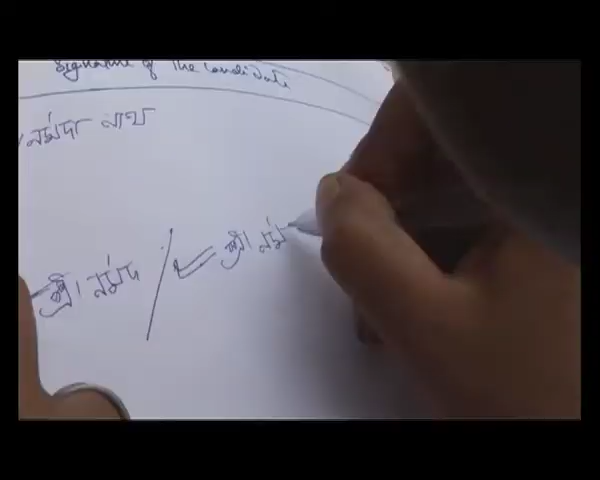 Signature of The Candidate
নর্মদা নাথ
শ্রী নর্মদ / শ্রী নর্ম